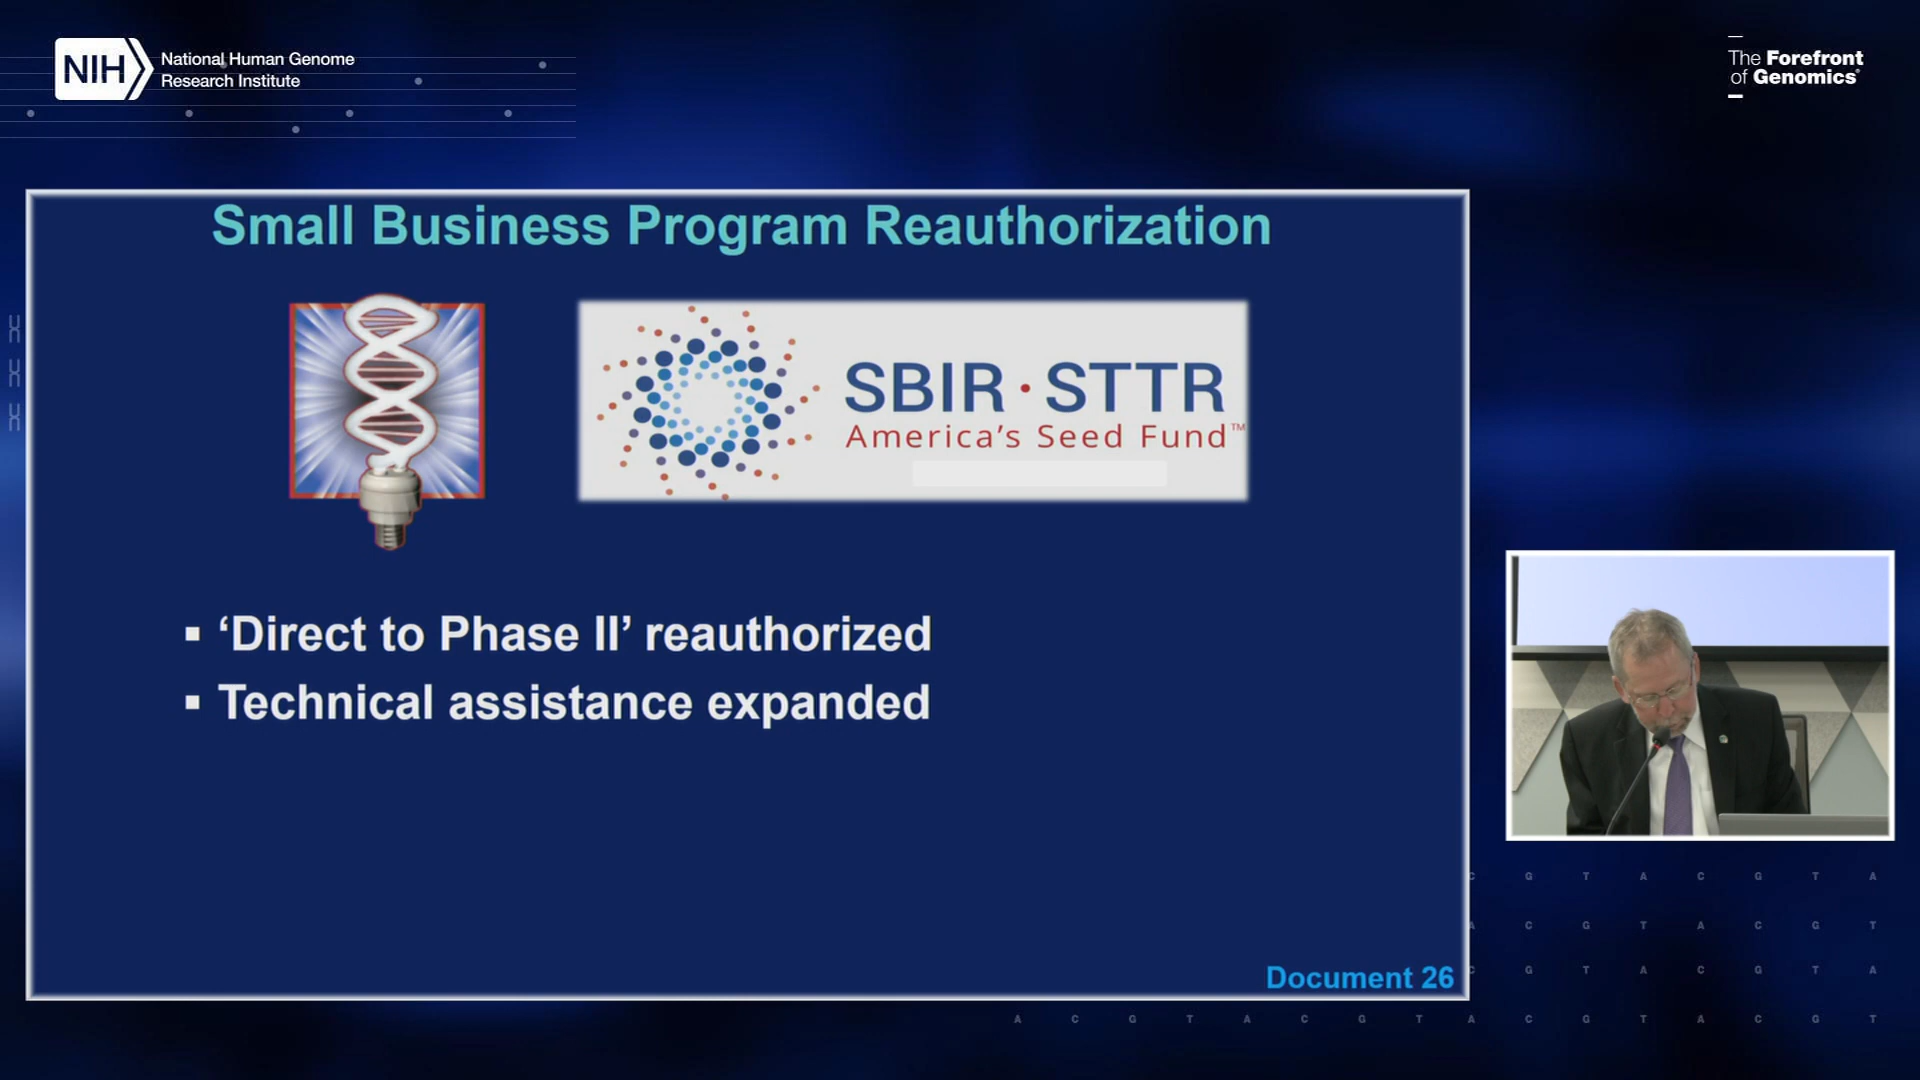 NIH
National Human Genome
Research Institute
The Forefront
of Genomics®
Small Business Program Reauthorization
SBIR · STTR
America's Seed Fund™
▪ ‘Direct to Phase II’ reauthorized
▪ Technical assistance expanded
Document 26
C G T A C G T A
A C G T A C G T
C G T A C G T A
A C G T A C G T A C G T A C G T